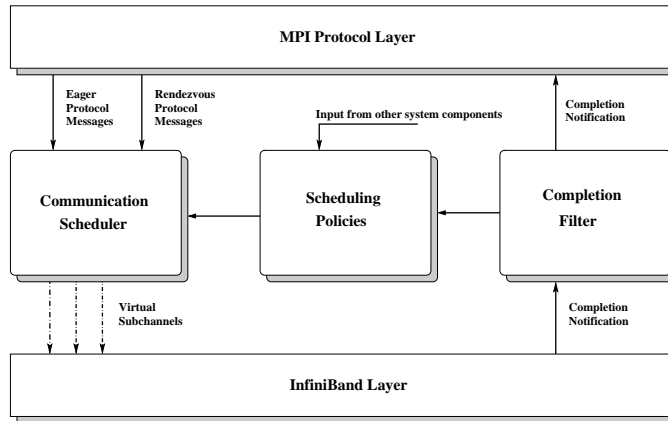 MPI Protocol Layer
Eager
Protocol
Messages
Rendezvous
Protocol
Messages
Input from other system components
Completion
Notification
Communication
Scheduler
Scheduling
Policies
Completion
Filter
Virtual
Subchannels
Completion
Notification
InfiniBand Layer